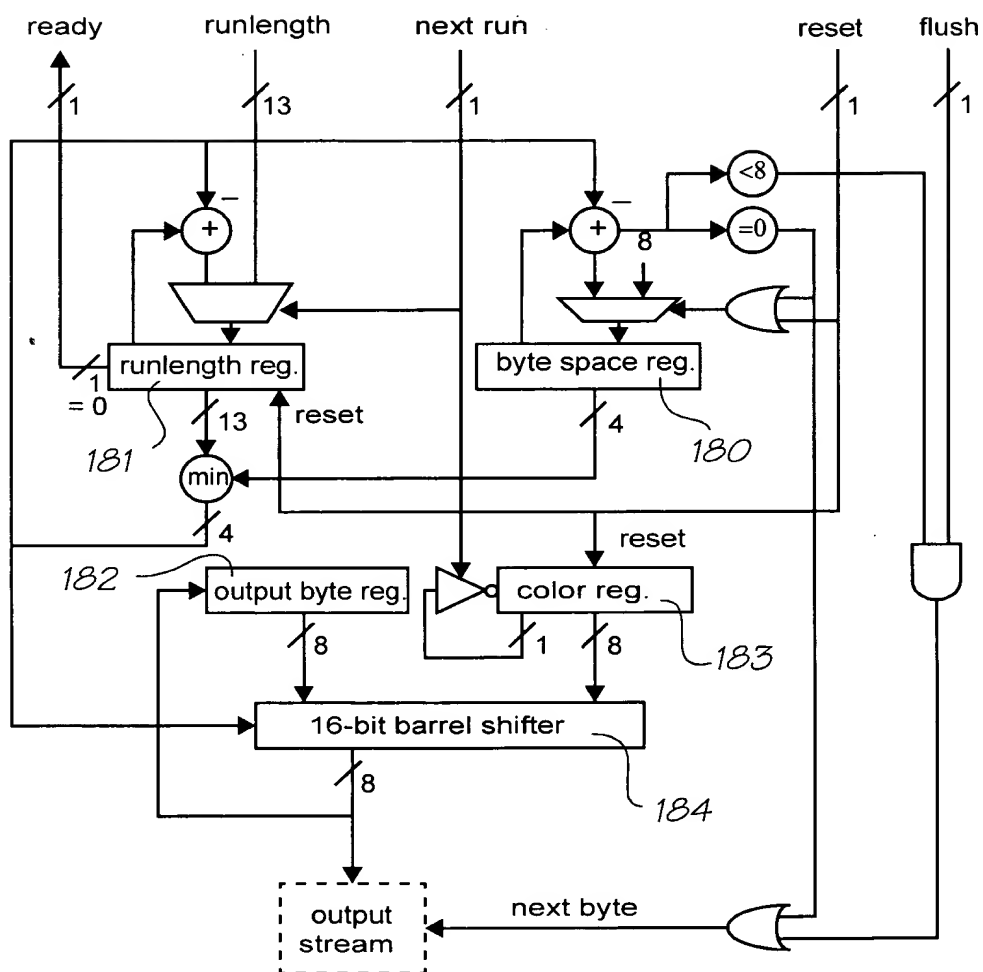 ready
runlength
next run
reset
flush
1
13
1
1
1
<8
−
−
+
+
=0
8
runlength reg.
byte space reg.
1
= 0
13
reset
4
181
180
min
4
reset
182
output byte reg.
color reg.
8
1
8
183
16-bit barrel shifter
8
184
next byte
output
stream